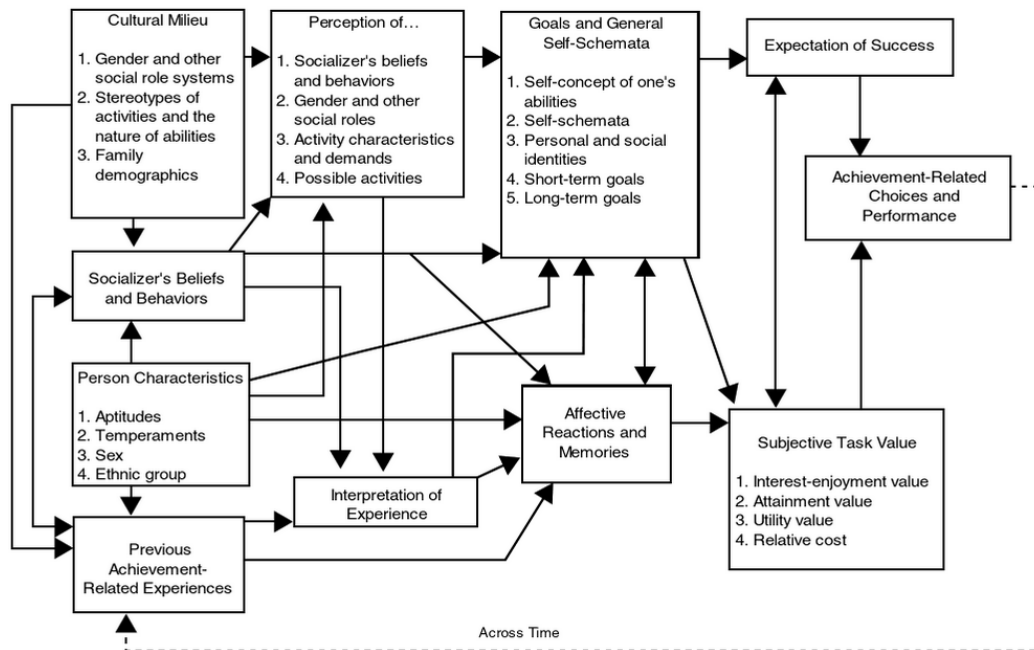 Cultural Milieu
1. Gender and other
social role systems
2. Stereotypes of
activities and the
nature of abilities
3. Family
demographics
Perception of…
1. Socializer's beliefs
and behaviors
2. Gender and other
social roles
3. Activity characteristics
and demands
4. Possible activities
Goals and General
Self-Schemata
1. Self-concept of one's
abilities
2. Self-schemata
3. Personal and social
identities
4. Short-term goals
5. Long-term goals
Expectation of Success
Achievement-Related
Choices and
Performance
Socializer's Beliefs
and Behaviors
Person Characteristics
1. Aptitudes
2. Temperaments
3. Sex
4. Ethnic group
Affective
Reactions and
Memories
Subjective Task Value
1. Interest-enjoyment value
2. Attainment value
3. Utility value
4. Relative cost
Interpretation of
Experience
Previous
Achievement-
Related Experiences
Across Time